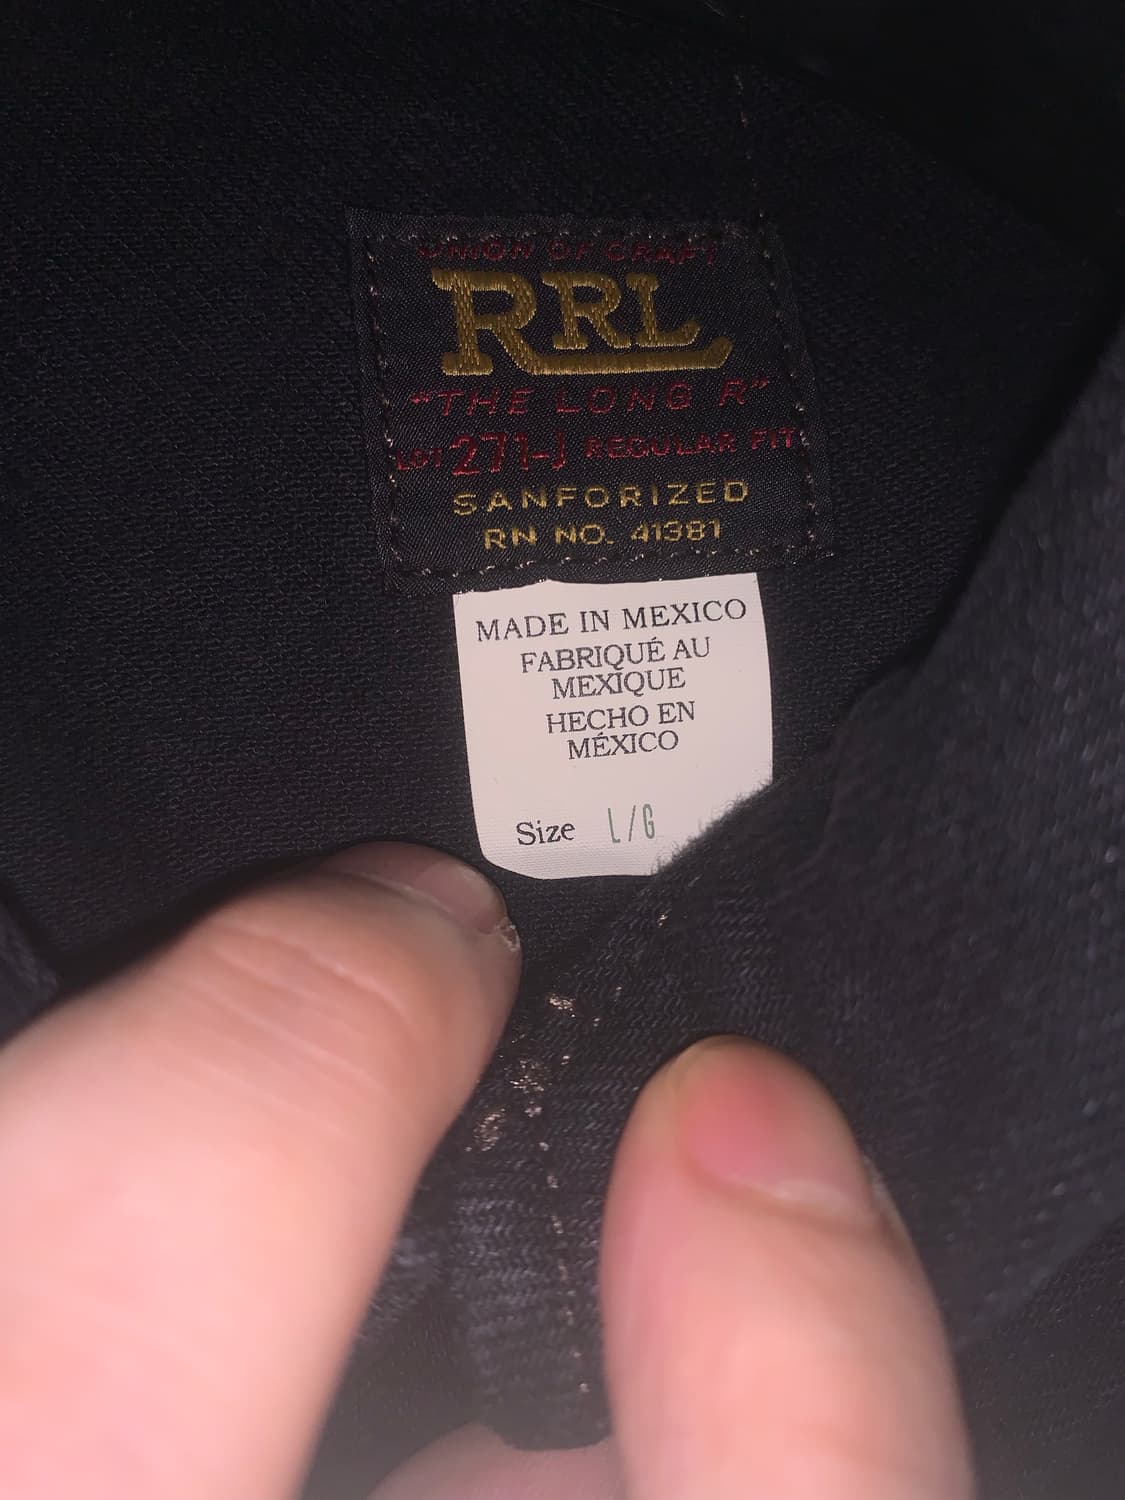 UNION OF CRAFT
RRL
"THE LONG R"
LOT 271-J REGULAR FIT
SANFORIZED
RN NO. 41381
MADE IN MEXICO
FABRIQUÉ AU
MEXIQUE
HECHO EN
MÉXICO
Size L/G